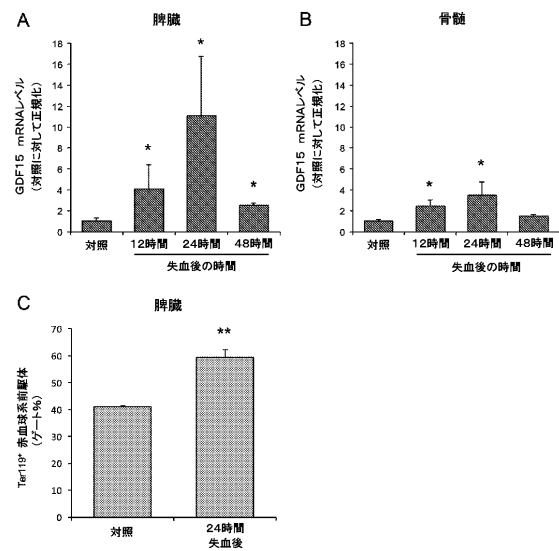 A
脾臓
GDF15 mRNAレベル
(対照に対して正規化)
18
16
14
12
10
8
6
4
2
0
*
*
*
対照
12時間
24時間
48時間
失血後の時間
B
骨髄
GDF15 mRNAレベル
(対照に対して正規化)
18
16
14
12
10
8
6
4
2
0
*
*
対照
12時間
24時間
48時間
失血後の時間
C
脾臓
Ter119⁺ 赤血球系前駆体
(ゲート%)
70
60
50
40
30
20
10
0
**
対照
24時間
失血後